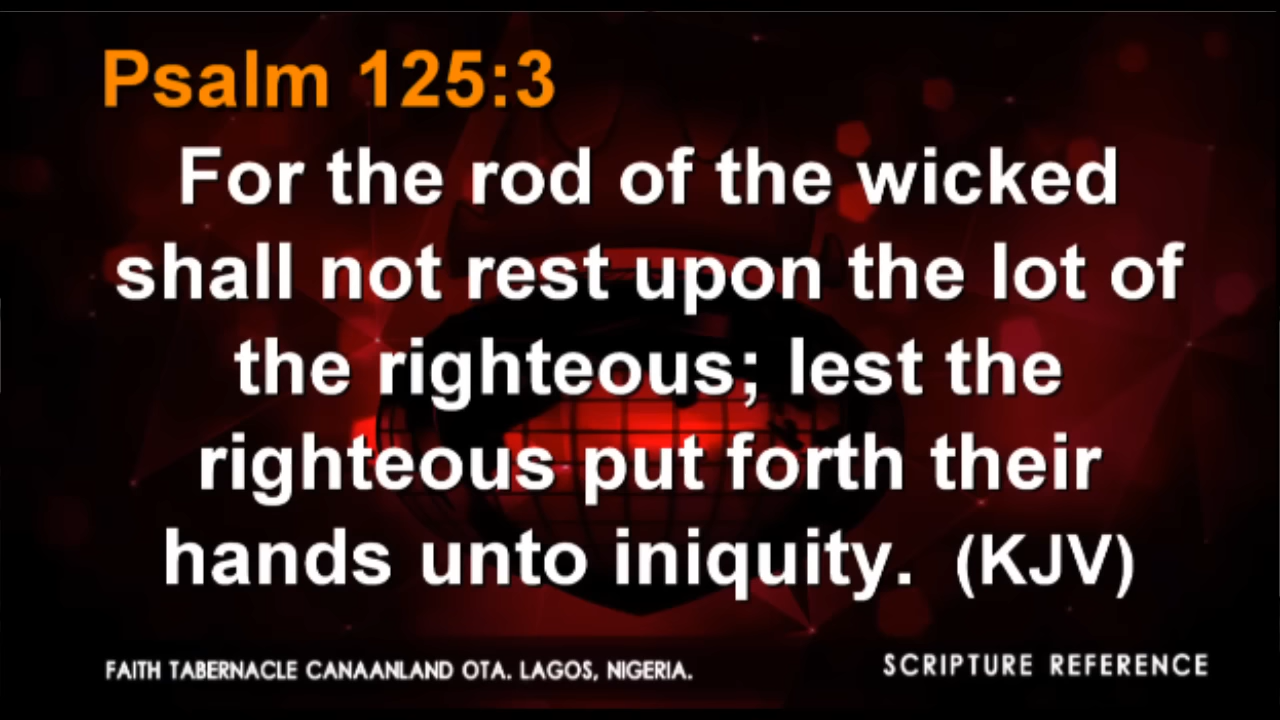 Psalm 125:3
For the rod of the wicked
shall not rest upon the lot of
the righteous; lest the
righteous put forth their
hands unto iniquity.  (KJV)
FAITH TABERNACLE CANAANLAND OTA. LAGOS, NIGERIA.
SCRIPTURE REFERENCE